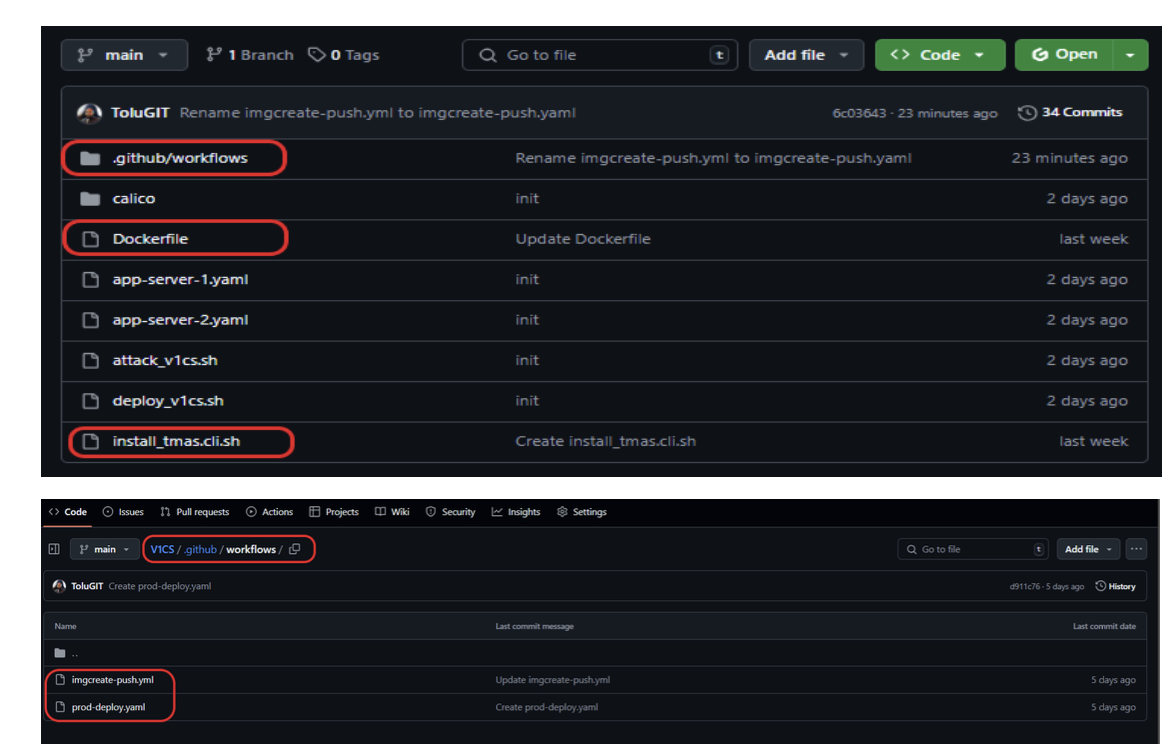 main 1 Branch 0 Tags Go to file t Add file Code Open
ToluGIT Rename imgcreate-push.yml to imgcreate-push.yaml 6c03643 · 23 minutes ago 34 Commits
.github/workflows Rename imgcreate-push.yml to imgcreate-push.yaml 23 minutes ago
calico init 2 days ago
Dockerfile Update Dockerfile last week
app-server-1.yaml init 2 days ago
app-server-2.yaml init 2 days ago
attack_v1cs.sh init 2 days ago
deploy_v1cs.sh init 2 days ago
install_tmas.cli.sh Create install_tmas.cli.sh last week
<> Code Issues Pull requests Actions Projects Wiki Security Insights Settings
main V1CS / .github / workflows / Go to file t Add file ...
ToluGIT Create prod-deploy.yaml d911c76 · 5 days ago History
Name Last commit message Last commit date
..
imgcreate-push.yml Update imgcreate-push.yml 5 days ago
prod-deploy.yaml Create prod-deploy.yaml 5 days ago